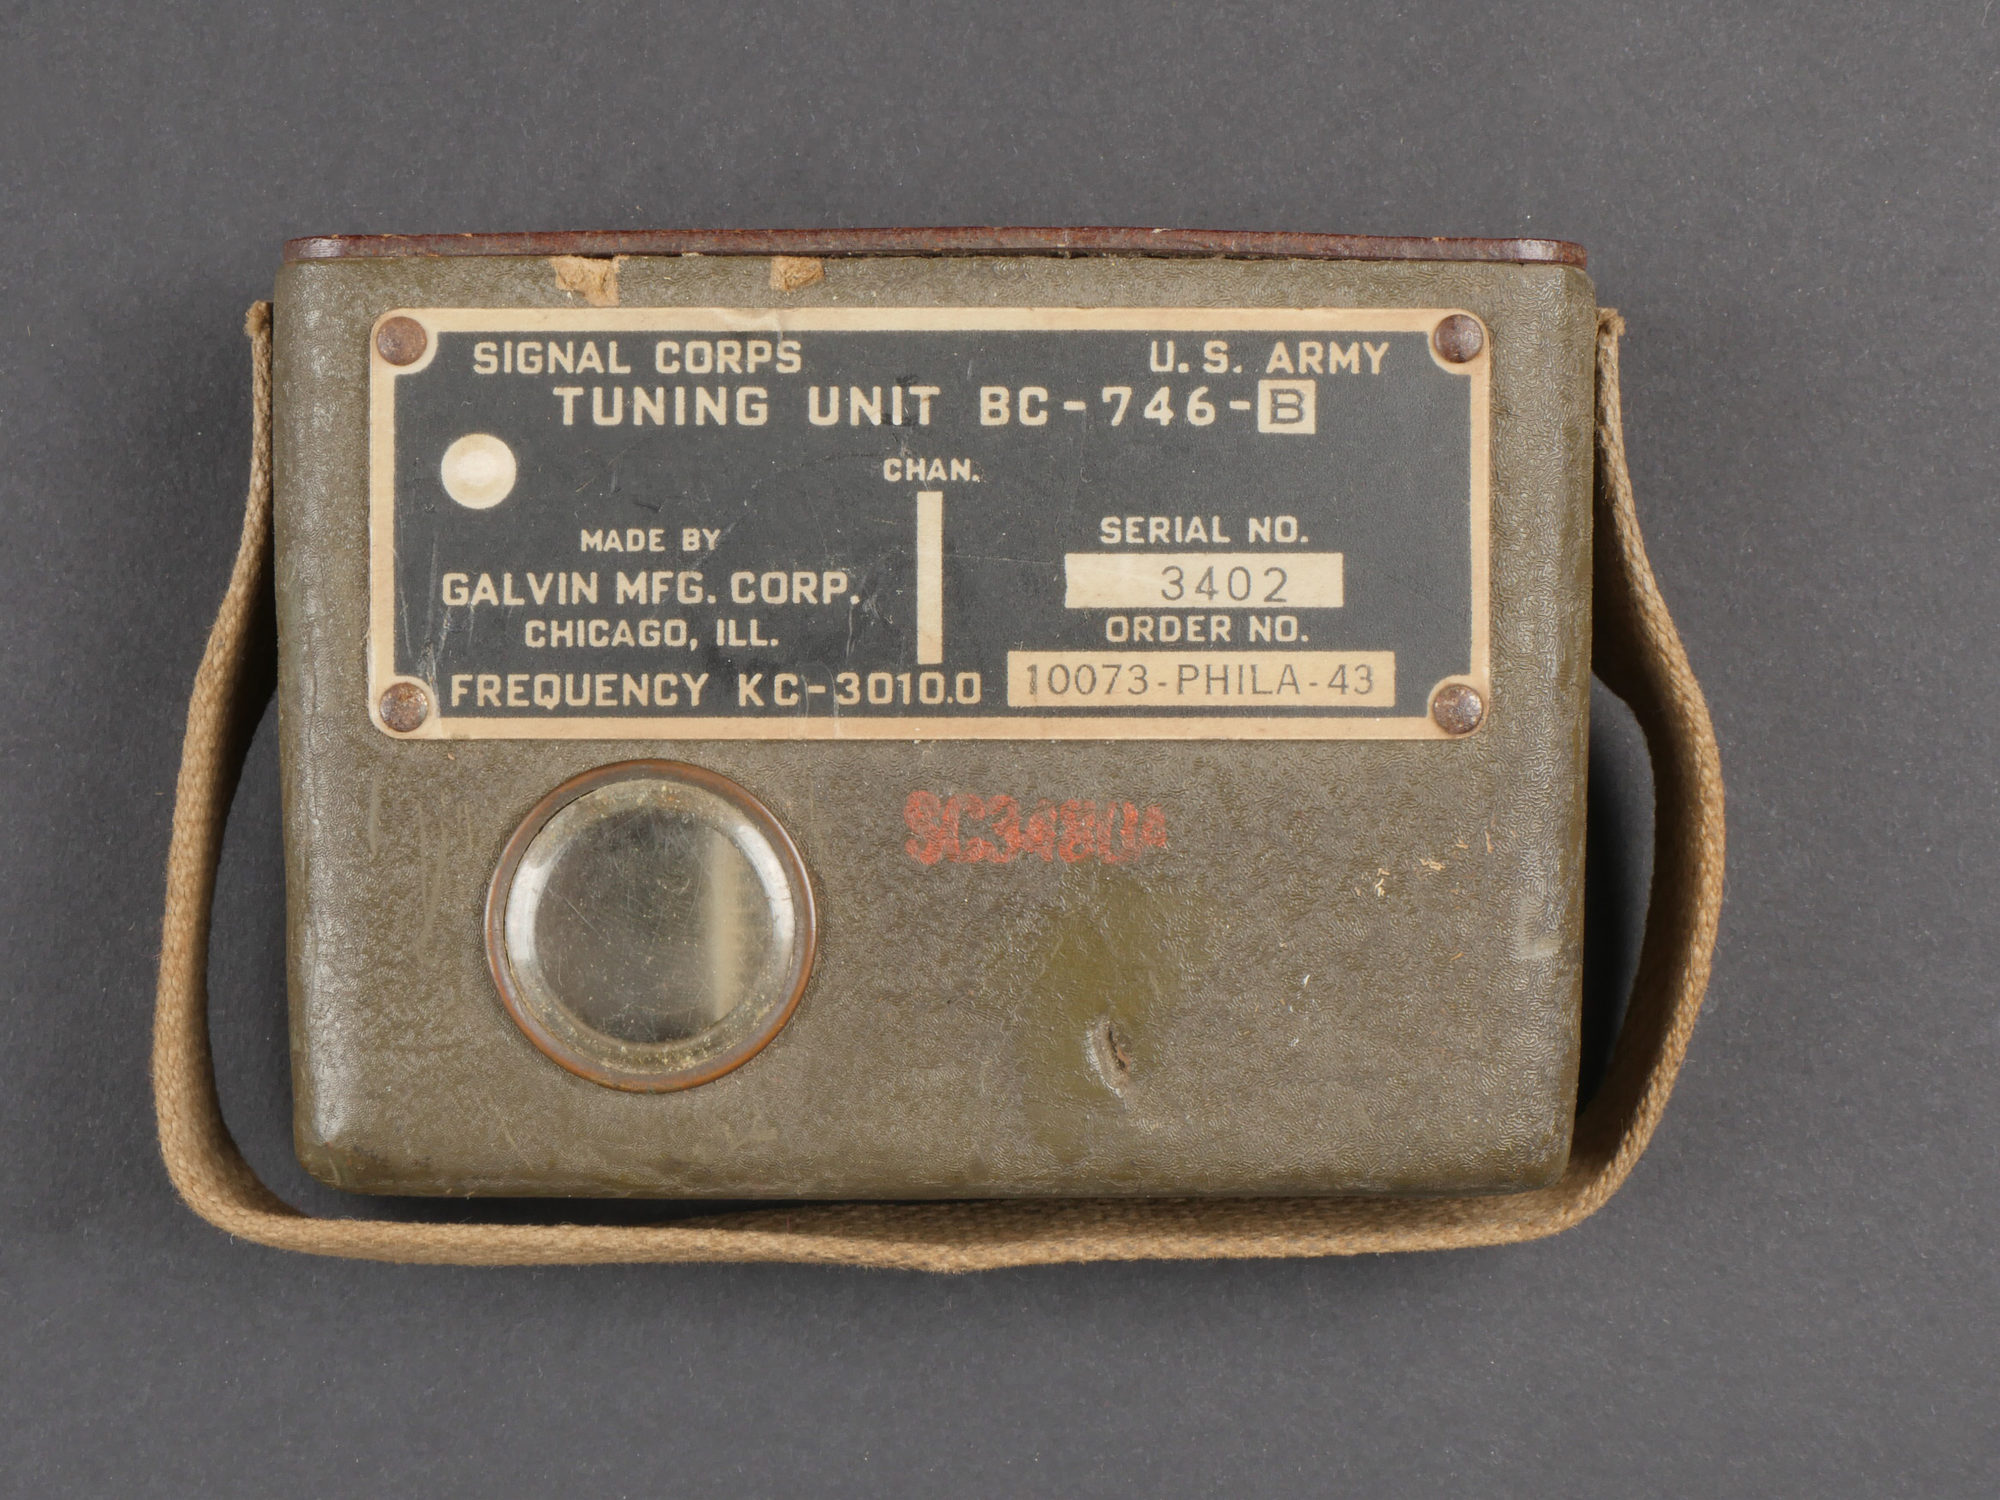 SIGNAL CORPS U. S. ARMY
TUNING UNIT BC-746-B
CHAN.
MADE BY
GALVIN MFG. CORP.
CHICAGO, ILL.
FREQUENCY KC-3010.0
SERIAL NO.
3402
ORDER NO.
10073-PHILA-43